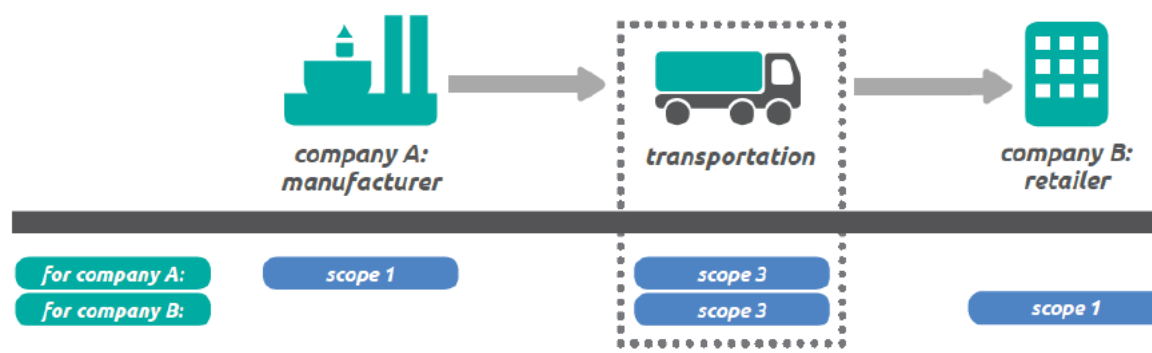 company A:
manufacturer
transportation
company B:
retailer
for company A:
scope 1
scope 3
for company B:
scope 3
scope 1